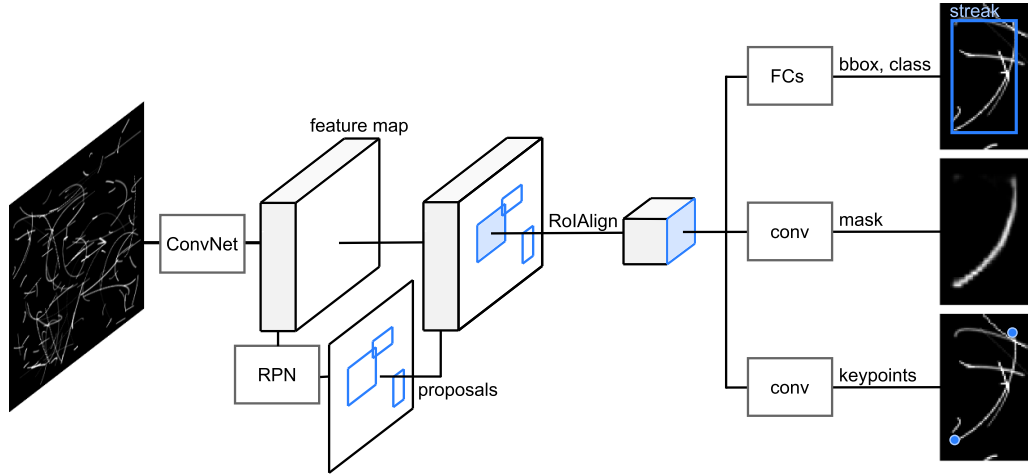 streak
FCs
bbox, class
feature map
ConvNet
RoIAlign
conv
mask
RPN
proposals
conv
keypoints